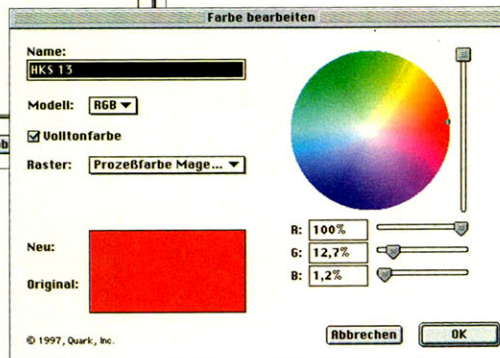 Farbe bearbeiten
Name:
HKS 13
Modell: RGB
Volltonfarbe
Raster: Prozeßfarbe Mage...
Neu:
Original:
R: 100%
G: 12,7%
B: 1,2%
© 1997, Quark, Inc.
Abbrechen OK